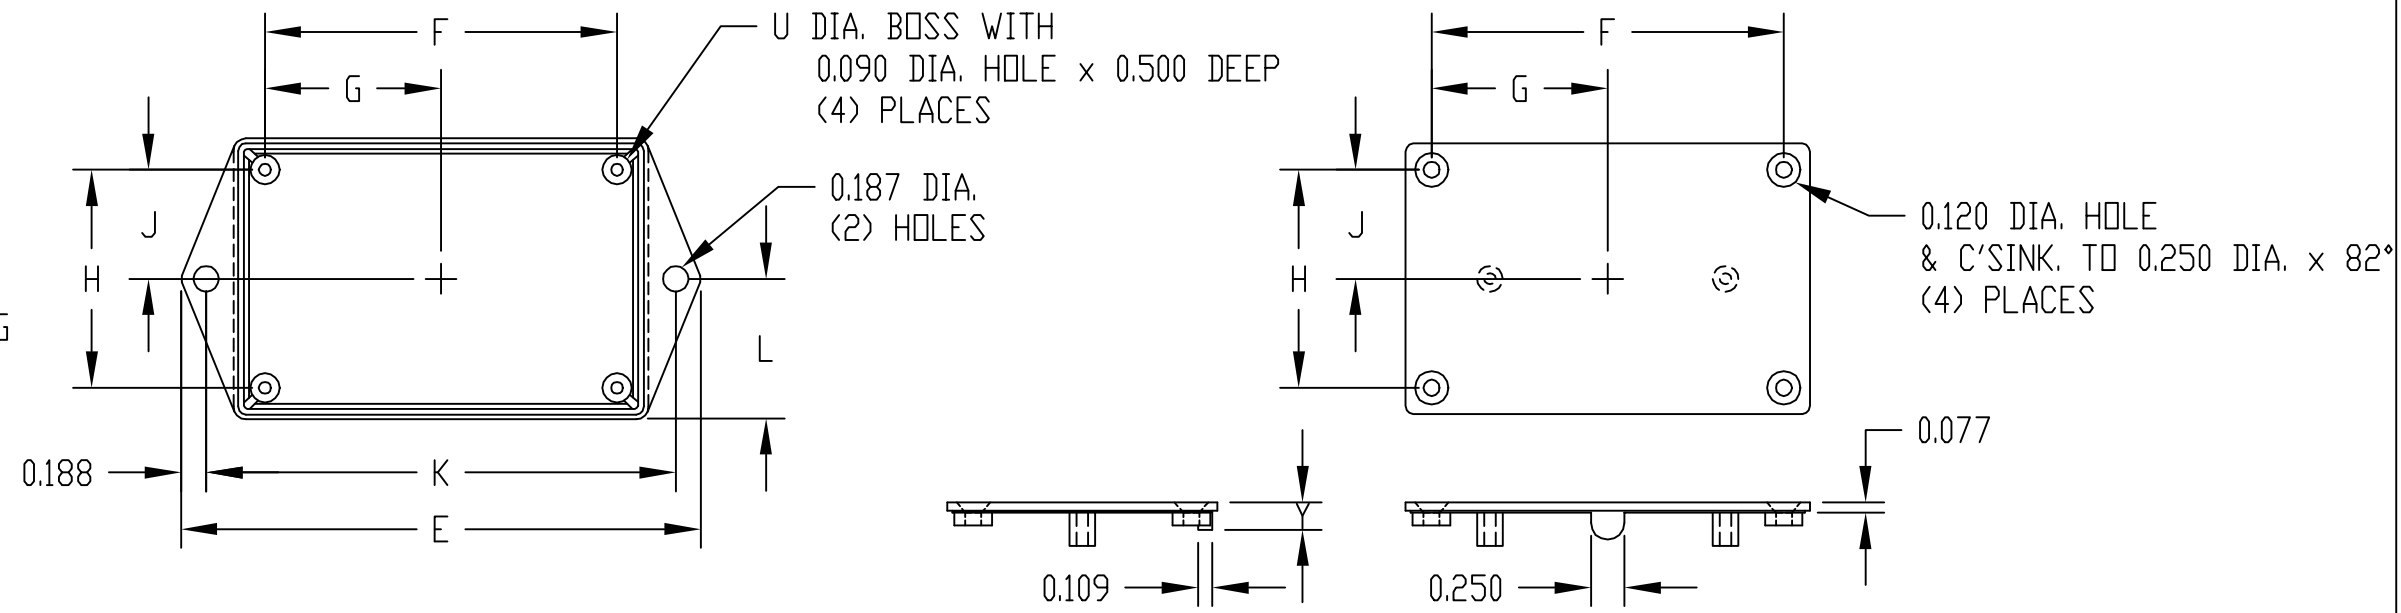 F
G
U DIA. BOSS WITH
0.090 DIA. HOLE x 0.500 DEEP
(4) PLACES
0.187 DIA.
(2) HOLES
J
H
L
0.188
K
E
F
G
J
H
0.120 DIA. HOLE
& C'SINK. TO 0.250 DIA. x 82°
(4) PLACES
0.077
V
0.109
0.250